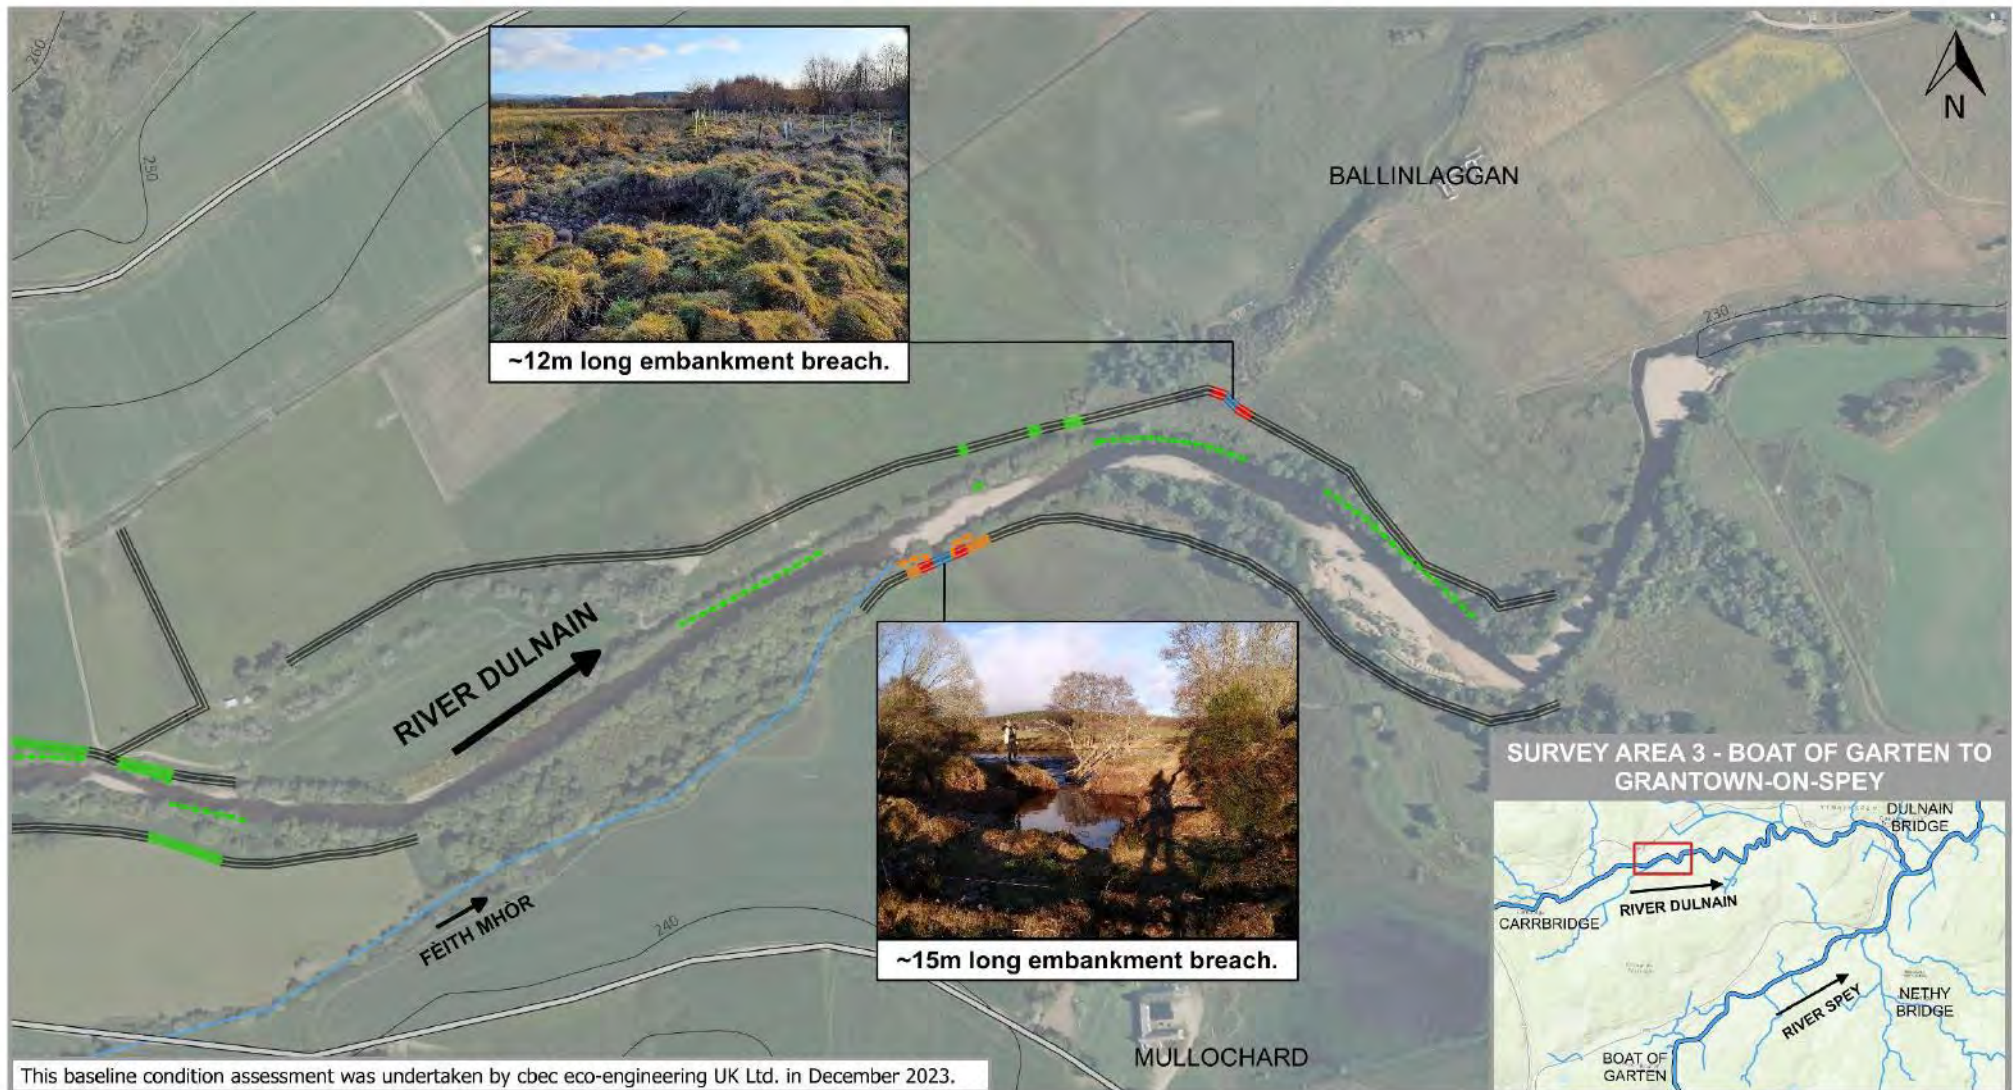 260
250
~12m long embankment breach.
N
BALLINLAGGAN
230
RIVER DULNAIN
FÈITH MHÒR
240
~15m long embankment breach.
MULLOCHARD
SURVEY AREA 3 - BOAT OF GARTEN TO
GRANTOWN-ON-SPEY
DULNAIN
BRIDGE
CARRBRIDGE
RIVER DULNAIN
NETHY
BRIDGE
RIVER SPEY
BOAT OF
GARTEN
This baseline condition assessment was undertaken by cbec eco-engineering UK Ltd. in December 2023.